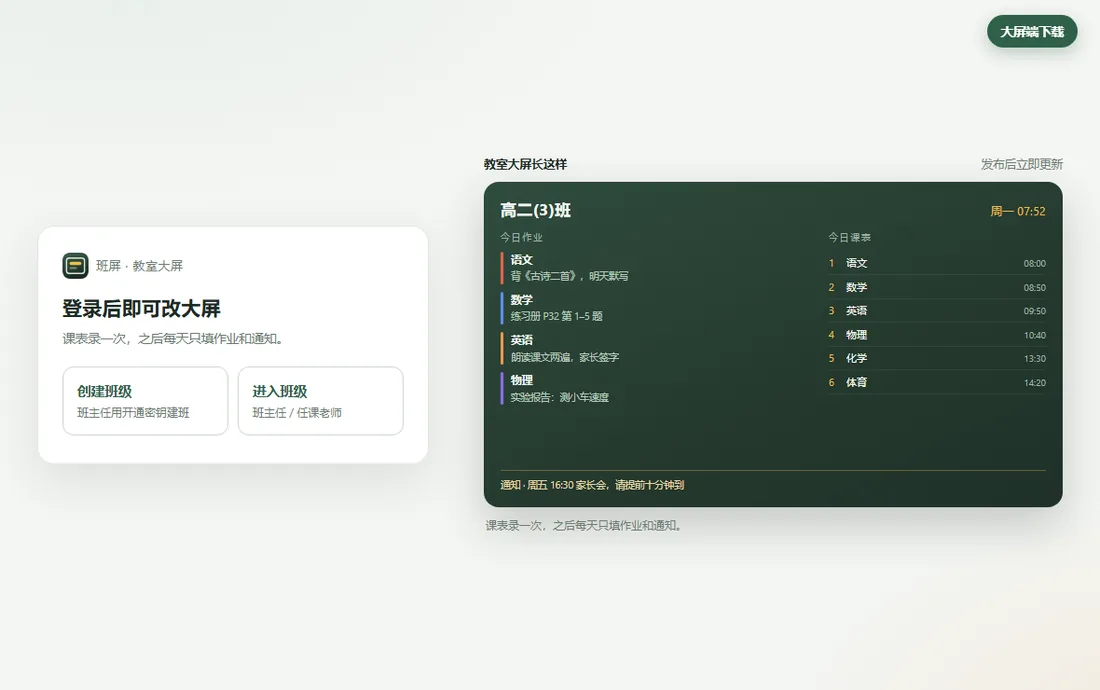 大屏端下载
班屏 · 教室大屏
登录后即可改大屏
课表录一次，之后每天只填作业和通知。
创建班级
班主任用开通密钥建班
进入班级
班主任 / 任课老师
教室大屏长这样
发布后立即更新
高二(3)班
周一 07:52
今日作业
语文
背《古诗二首》，明天默写
数学
练习册 P32 第 1–5 题
英语
朗读课文两遍，家长签字
物理
实验报告：测小车速度
今日课表
1 语文 08:00
2 数学 08:50
3 英语 09:50
4 物理 10:40
5 化学 13:30
6 体育 14:20
通知 · 周五 16:30 家长会，请提前十分钟到
课表录一次，之后每天只填作业和通知。